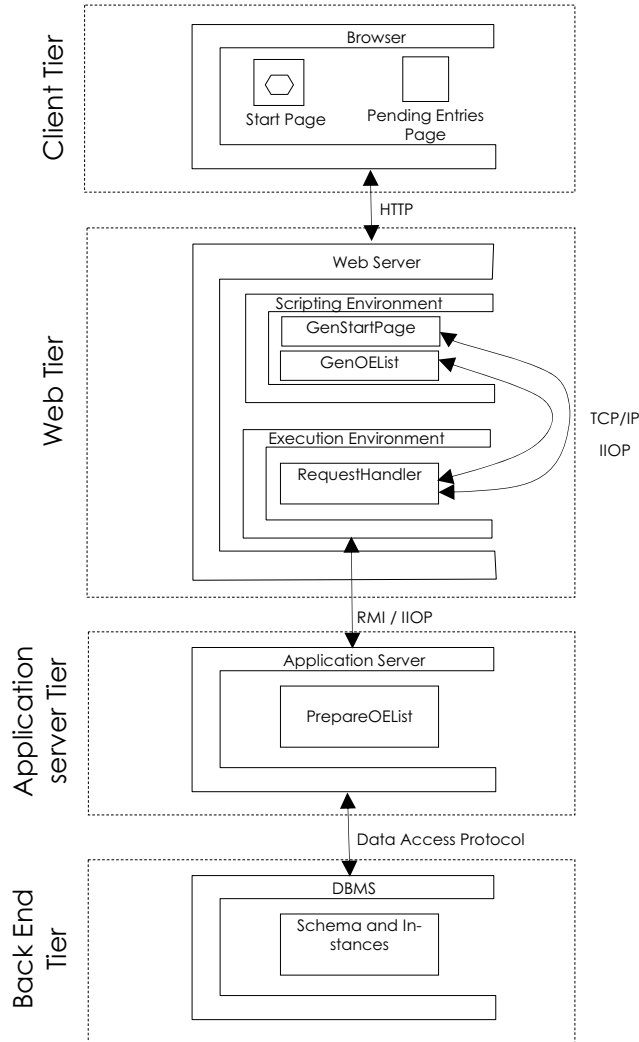 Client Tier
Browser
Start Page
Pending Entries
Page
HTTP
Web Tier
Web Server
Scripting Environment
GenStartPage
GenOEList
TCP/IP
IIOP
Execution Environment
RequestHandler
RMI / IIOP
Application
server Tier
Application Server
PrepareOEList
Data Access Protocol
Back End
Tier
DBMS
Schema and In-
stances